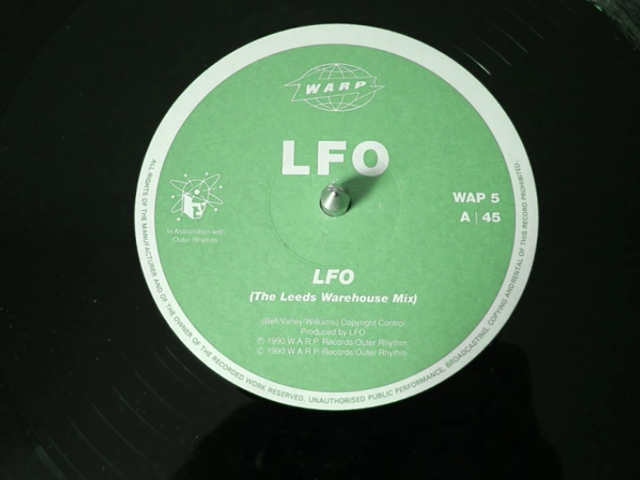 WARP
LFO
WAP 5
A | 45
In Association with
Outer Rhythm
LFO
(The Leeds Warehouse Mix)
(Bell/Varley/Williams) Copyright Control
Produced by LFO
℗ 1990 W.A.R.P. Records/Outer Rhythm
© 1990 W.A.R.P. Records/Outer Rhythm
ALL RIGHTS OF THE MANUFACTURER AND OF THE OWNER OF THE RECORDED WORK RESERVED. UNAUTHORISED PUBLIC PERFORMANCE, BROADCASTING, COPYING AND RENTAL OF THIS RECORD PROHIBITED.